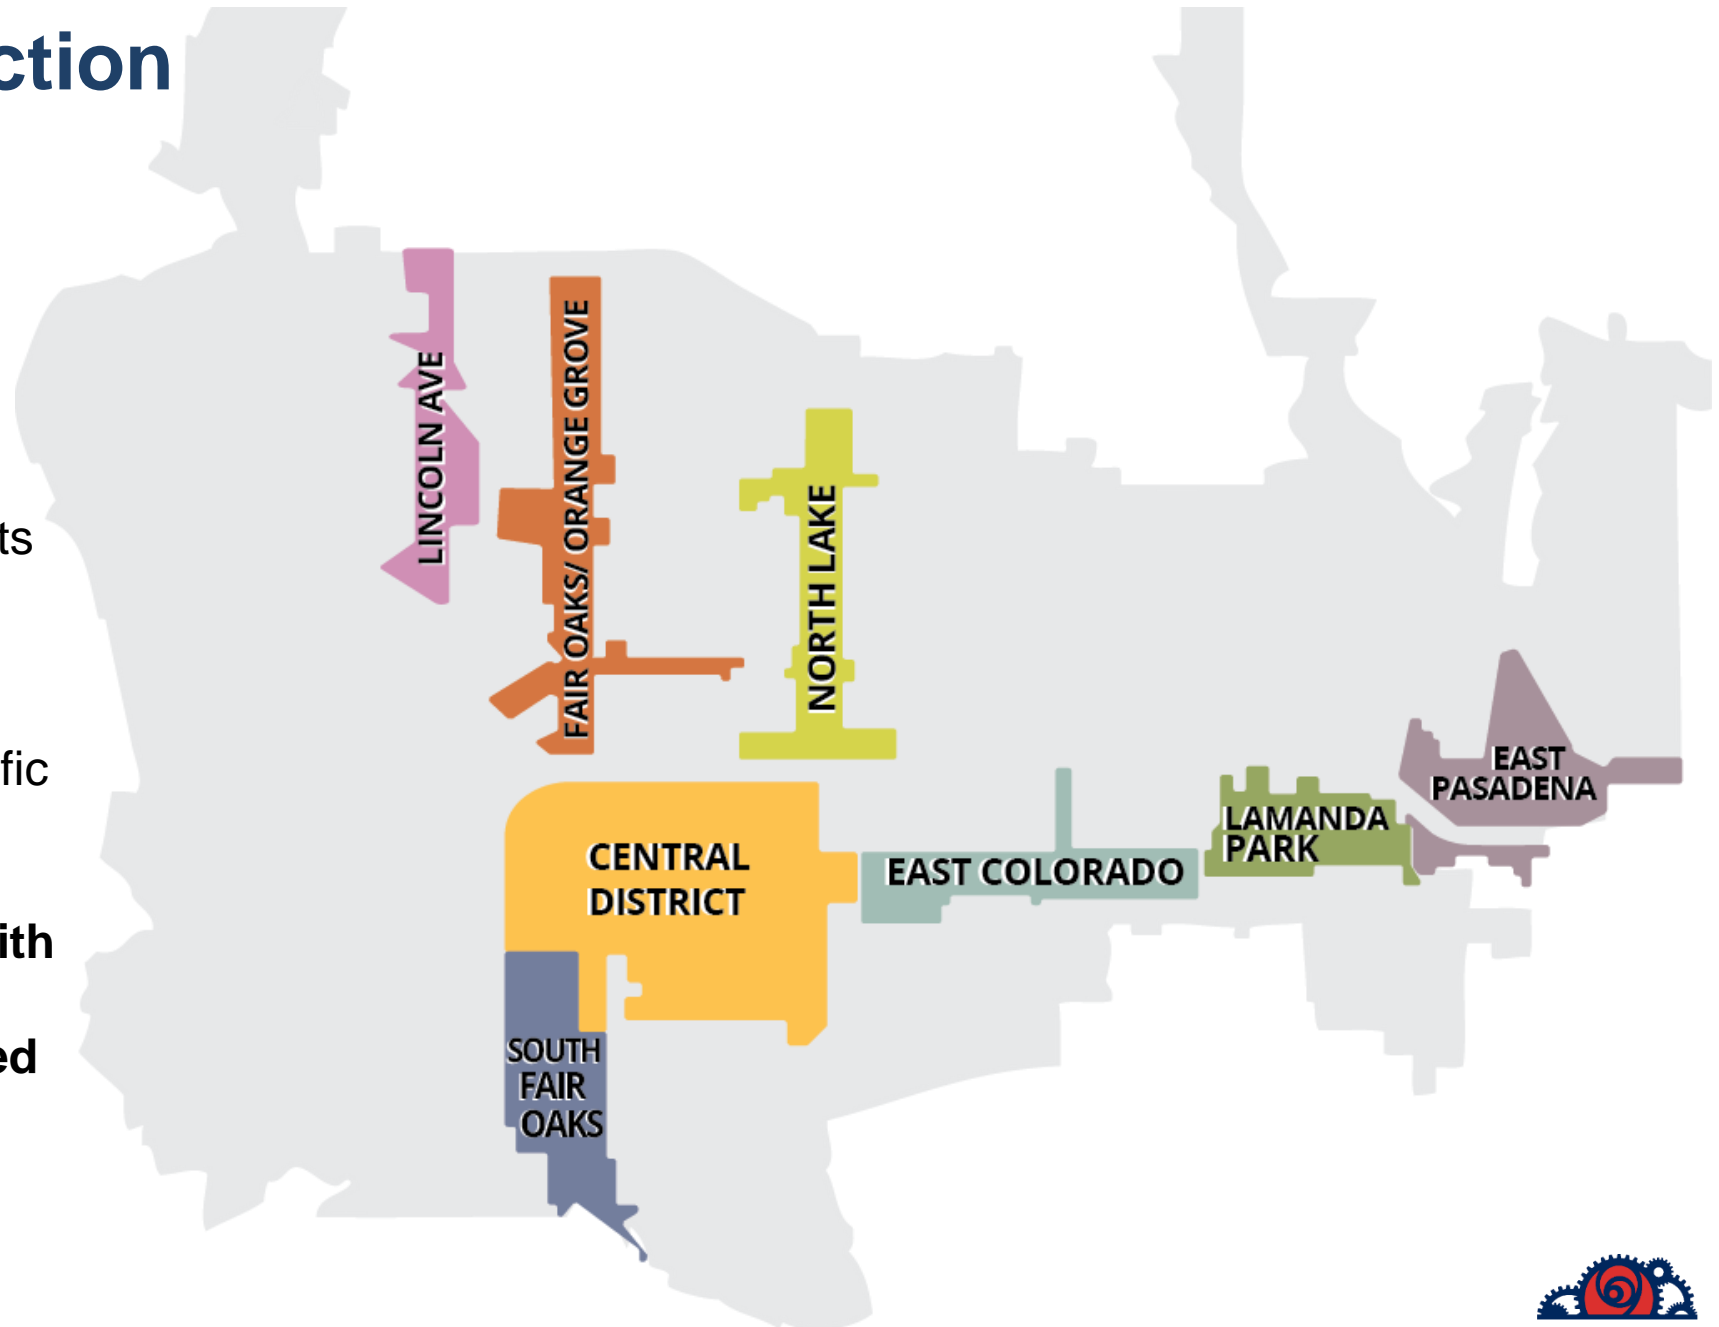 ction
ts
fic
ith
ed
LINCOLN AVE
FAIR OAKS/ ORANGE GROVE
NORTH LAKE
CENTRAL
DISTRICT
EAST COLORADO
LAMANDA
PARK
EAST
PASADENA
SOUTH
FAIR
OAKS